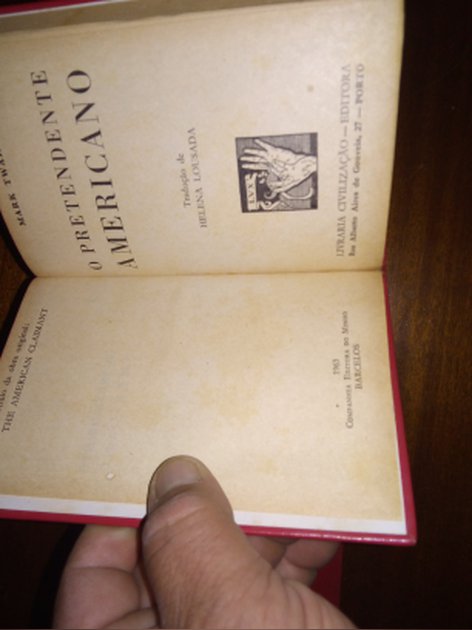 THE AMERICAN CLAIMANT
1963
COMPANHIA EDITORA DO MINHO
BARCELOS
MARK TWAI
O PRETENDENTE
AMERICANO
Tradução de
HELENA LOUSADA
LIVRARIA CIVILIZAÇÃO — EDITORA
Rua Alberto Aires de Gouveia, 27 — PORTO